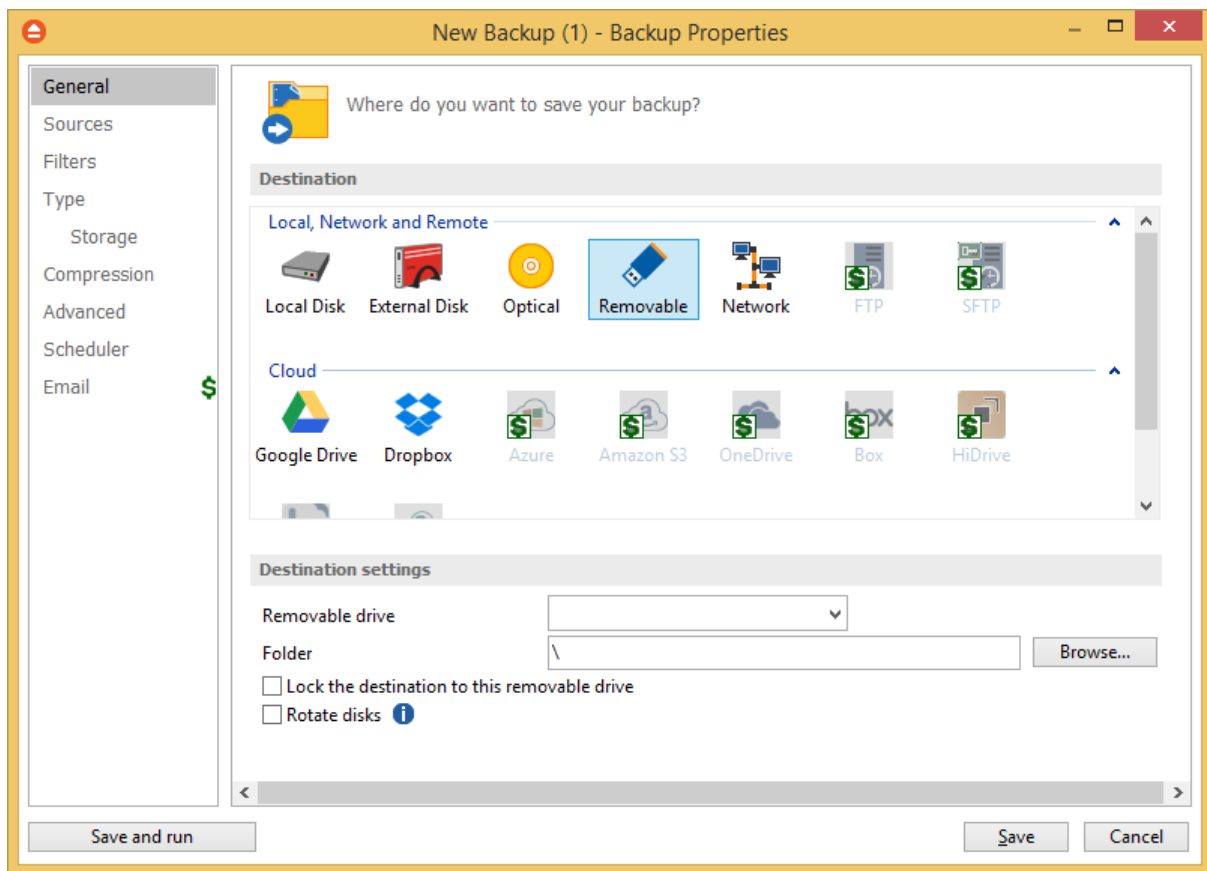 New Backup (1) - Backup Properties
General
Sources
Filters
Type
Storage
Compression
Advanced
Scheduler
Email $
Where do you want to save your backup?
Destination
Local, Network and Remote
$ $
Local Disk External Disk Optical Removable Network FTP SFTP
Cloud
a box
$ $ $ $ $
Google Drive Dropbox Azure Amazon S3 OneDrive Box HiDrive
Destination settings
Removable drive
Folder \ Browse...
Lock the destination to this removable drive
Rotate disks i
Save and run Save Cancel